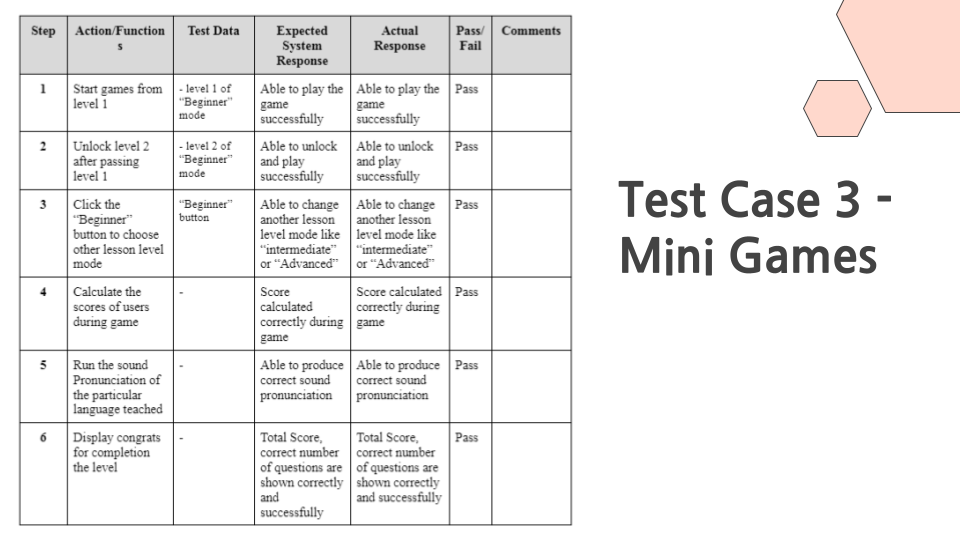 Step
Action/Function
s
Test Data
Expected
System
Response
Actual
Response
Pass/
Fail
Comments
1
Start games from
level 1
- level 1 of
“Beginner”
mode
Able to play the
game
successfully
Able to play the
game
successfully
Pass
2
Unlock level 2
after passing
level 1
- level 2 of
“Beginner”
mode
Able to unlock
and play
successfully
Able to unlock
and play
successfully
Pass
3
Click the
“Beginner”
button to choose
other lesson level
mode
“Beginner”
button
Able to change
another lesson
level mode like
“intermediate”
or “Advanced”
Able to change
another lesson
level mode like
“intermediate”
or “Advanced”
Pass
4
Calculate the
scores of users
during game
-
Score
calculated
correctly during
game
Score calculated
correctly during
game
Pass
5
Run the sound
Pronunciation of
the particular
language teached
-
Able to produce
correct sound
pronunciation
Able to produce
correct sound
pronunciation
Pass
6
Display congrats
for completion
the level
-
Total Score,
correct number
of questions are
shown correctly
and
successfully
Total Score,
correct number
of questions are
shown correctly
and successfully
Pass
Test Case 3 -
Mini Games